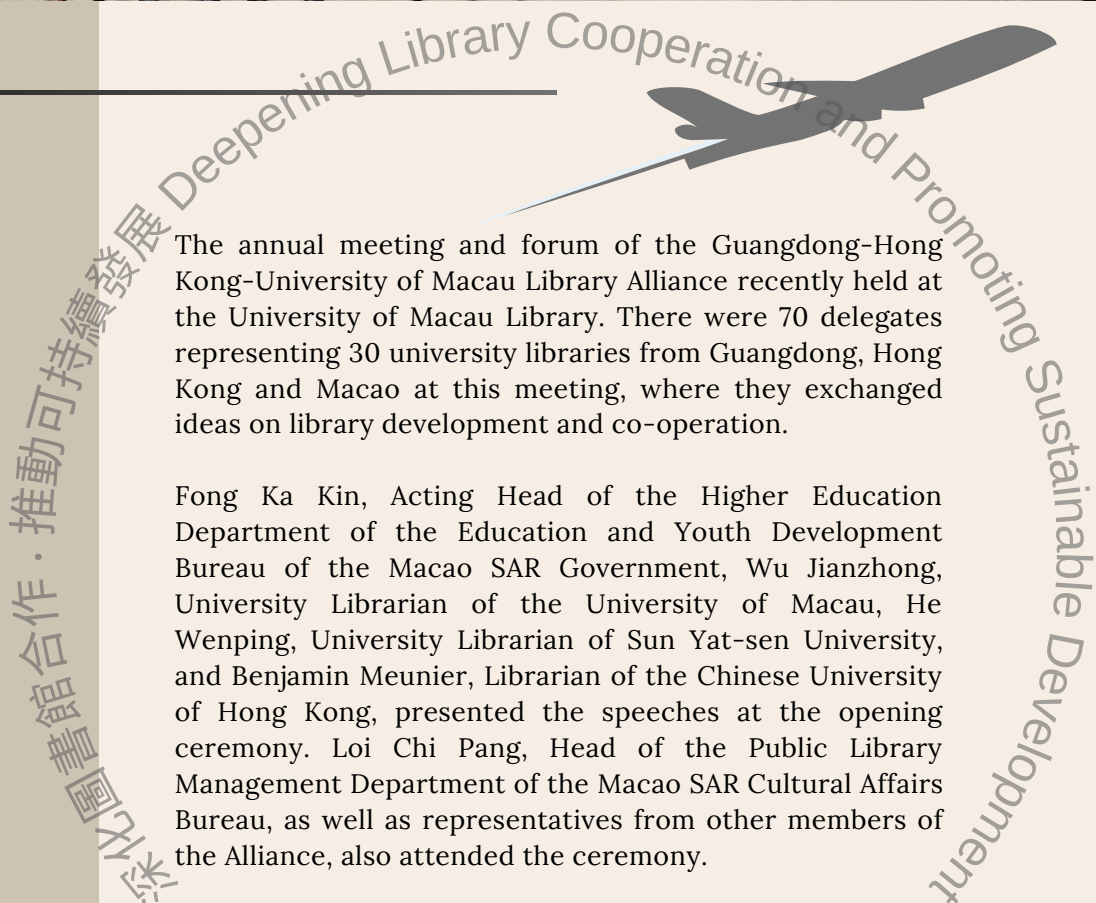 深化圖書館合作 · 推動可持續發展 Deepening Library Cooperation and Promoting Sustainable Development
The annual meeting and forum of the Guangdong-Hong
Kong-University of Macau Library Alliance recently held at
the University of Macau Library. There were 70 delegates
representing 30 university libraries from Guangdong, Hong
Kong and Macao at this meeting, where they exchanged
ideas on library development and co-operation.
Fong Ka Kin, Acting Head of the Higher Education
Department of the Education and Youth Development
Bureau of the Macao SAR Government, Wu Jianzhong,
University Librarian of the University of Macau, He
Wenping, University Librarian of Sun Yat-sen University,
and Benjamin Meunier, Librarian of the Chinese University
of Hong Kong, presented the speeches at the opening
ceremony. Loi Chi Pang, Head of the Public Library
Management Department of the Macao SAR Cultural Affairs
Bureau, as well as representatives from other members of
the Alliance, also attended the ceremony.